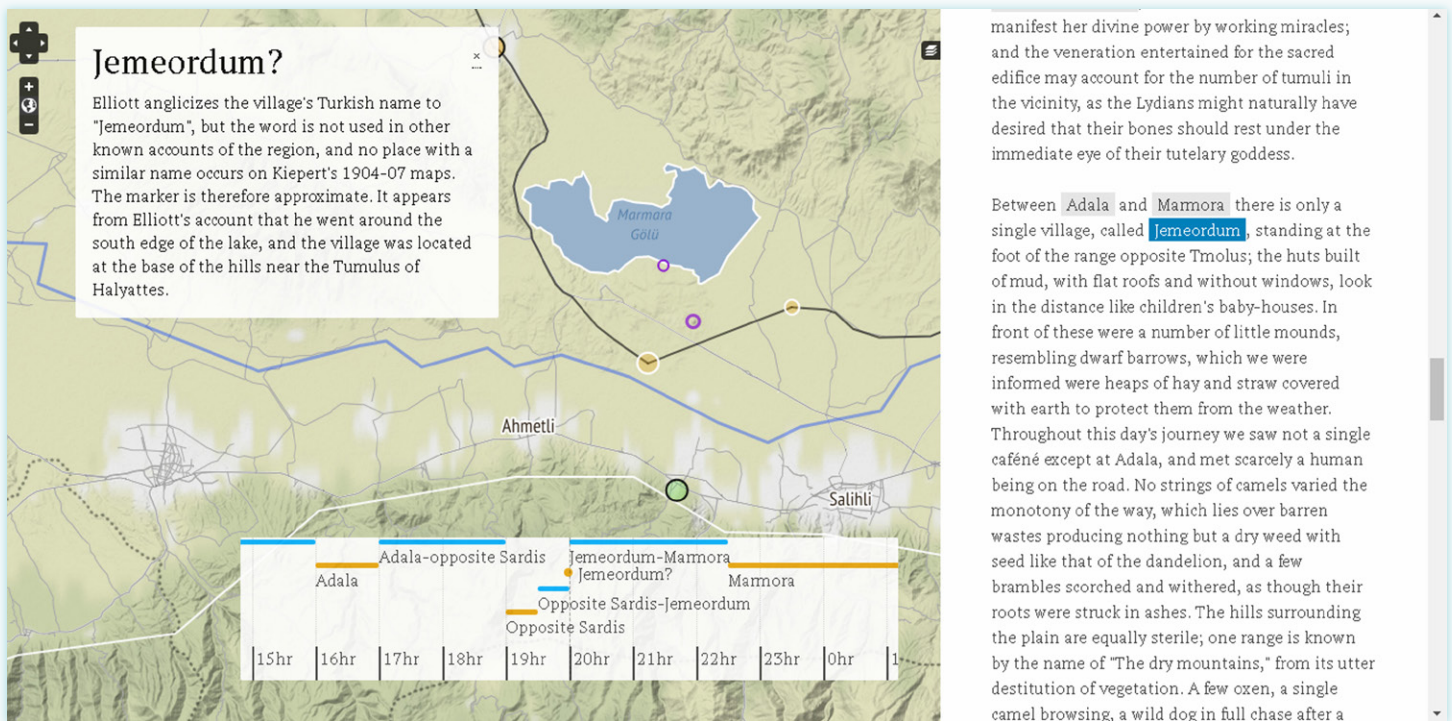 Jemeordum?
×
Elliott anglicizes the village's Turkish name to
"Jemeordum", but the word is not used in other
known accounts of the region, and no place with a
similar name occurs on Kiepert's 1904-07 maps.
The marker is therefore approximate. It appears
from Elliott's account that he went around the
south edge of the lake, and the village was located
at the base of the hills near the Tumulus of
Halyattes.
+
−
Marmara
Gölü
Ahmetli
Salihli
Adala-opposite Sardis
Jemeordum-Marmora
Adala
Jemeordum?
Marmora
Opposite Sardis-Jemeordum
Opposite Sardis
15hr
16hr
17hr
18hr
19hr
20hr
21hr
22hr
23hr
0hr
1
manifest her divine power by working miracles;
and the veneration entertained for the sacred
edifice may account for the number of tumuli in
the vicinity, as the Lydians might naturally have
desired that their bones should rest under the
immediate eye of their tutelary goddess.
Between Adala and Marmora there is only a
single village, called Jemeordum, standing at the
foot of the range opposite Tmolus; the huts built
of mud, with flat roofs and without windows, look
in the distance like children's baby-houses. In
front of these were a number of little mounds,
resembling dwarf barrows, which we were
informed were heaps of hay and straw covered
with earth to protect them from the weather.
Throughout this day's journey we saw not a single
caféné except at Adala, and met scarcely a human
being on the road. No strings of camels varied the
monotony of the way, which lies over barren
wastes producing nothing but a dry weed with
seed like that of the dandelion, and a few
brambles scorched and withered, as though their
roots were struck in ashes. The hills surrounding
the plain are equally sterile; one range is known
by the name of "The dry mountains," from its utter
destitution of vegetation. A few oxen, a single
camel browsing, a wild dog in full chase after a